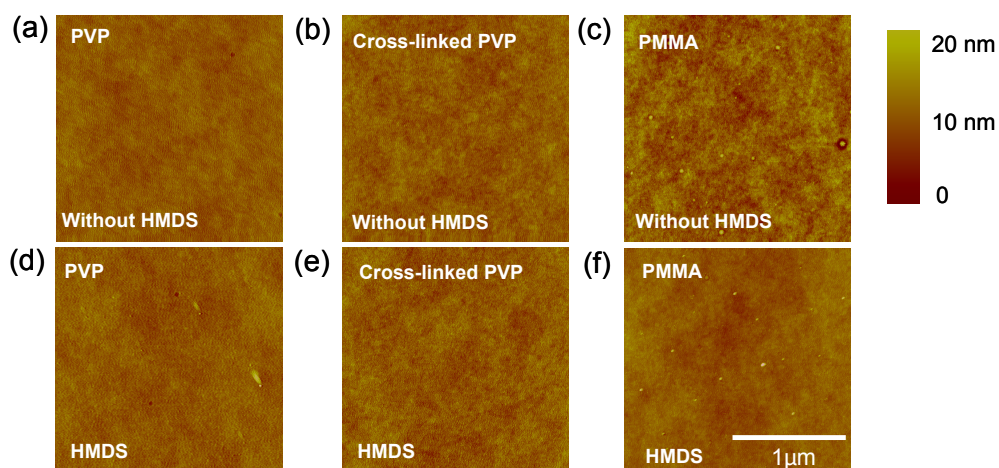 (a)
PVP
Without HMDS
(b)
Cross-linked PVP
Without HMDS
(c)
PMMA
Without HMDS
20 nm
10 nm
0
(d)
PVP
HMDS
(e)
Cross-linked PVP
HMDS
(f)
PMMA
HMDS
1µm